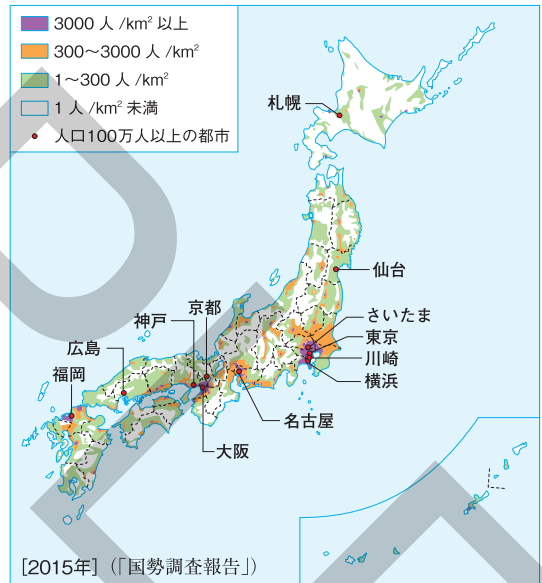 3000 人 /km² 以上
300〜3000 人 /km²
1〜300 人 /km²
1 人 /km² 未満
人口100万人以上の都市
札幌
仙台
さいたま
東京
川崎
横浜
京都
神戸
広島
福岡
名古屋
大阪
[2015年] (「国勢調査報告」)